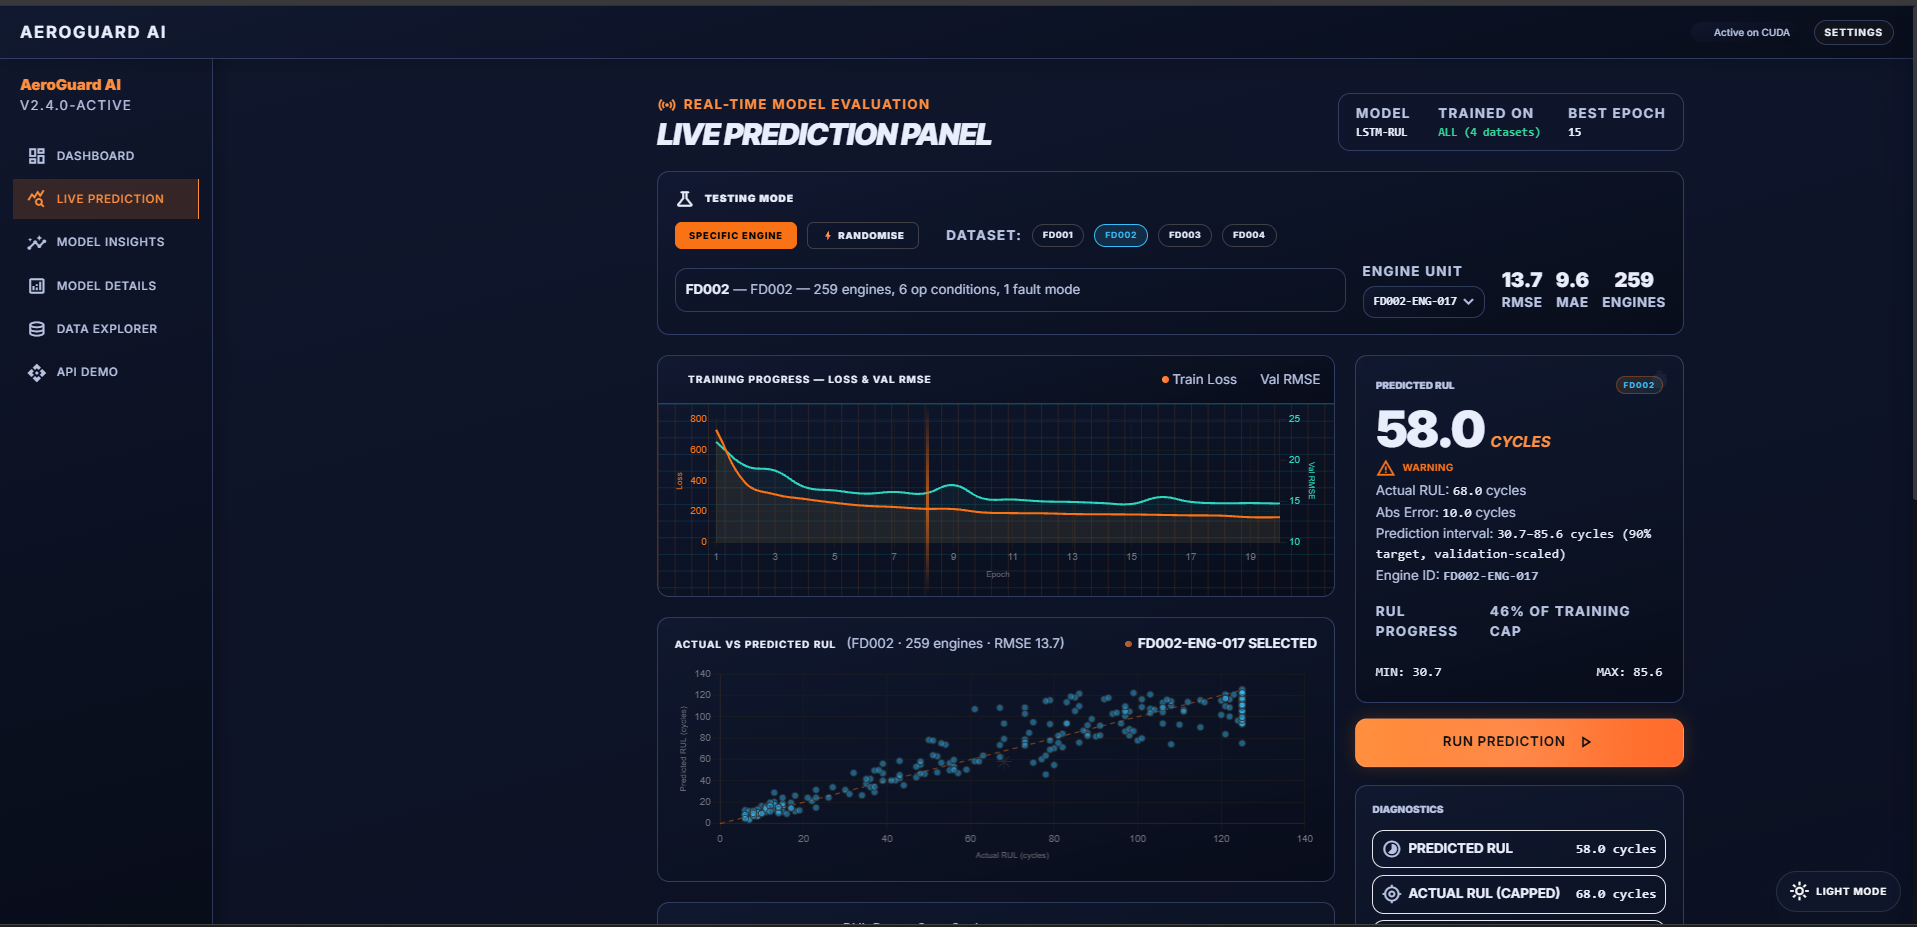 AEROGUARD AI
Active on CUDA
SETTINGS
AeroGuard AI
V2.4.0-ACTIVE
DASHBOARD
LIVE PREDICTION
MODEL INSIGHTS
MODEL DETAILS
DATA EXPLORER
API DEMO
REAL-TIME MODEL EVALUATION
LIVE PREDICTION PANEL
MODEL TRAINED ON BEST EPOCH
LSTM-RUL ALL (4 datasets) 15
TESTING MODE
SPECIFIC ENGINE RANDOMISE DATASET: FD001 FD002 FD003 FD004
FD002 — FD002 — 259 engines, 6 op conditions, 1 fault mode
ENGINE UNIT
FD002-ENG-017
13.7 9.6 259
RMSE MAE ENGINES
TRAINING PROGRESS — LOSS & VAL RMSE
Train Loss Val RMSE
800
600
400
200
0
Loss
25
20
15
10
Val RMSE
1 3 5 7 9 11 13 15 17 19
Epoch
PREDICTED RUL
FD002
58.0 CYCLES
WARNING
Actual RUL: 68.0 cycles
Abs Error: 10.0 cycles
Prediction interval: 30.7–85.6 cycles (90%
target, validation-scaled)
Engine ID: FD002-ENG-017
RUL
PROGRESS
46% OF TRAINING
CAP
MIN: 30.7 MAX: 85.6
RUN PREDICTION
ACTUAL VS PREDICTED RUL (FD002 · 259 engines · RMSE 13.7)
FD002-ENG-017 SELECTED
140
120
100
80
60
40
20
0
Predicted RUL (cycles)
0 20 40 60 80 100 120 140
Actual RUL (cycles)
DIAGNOSTICS
PREDICTED RUL 58.0 cycles
ACTUAL RUL (CAPPED) 68.0 cycles
LIGHT MODE